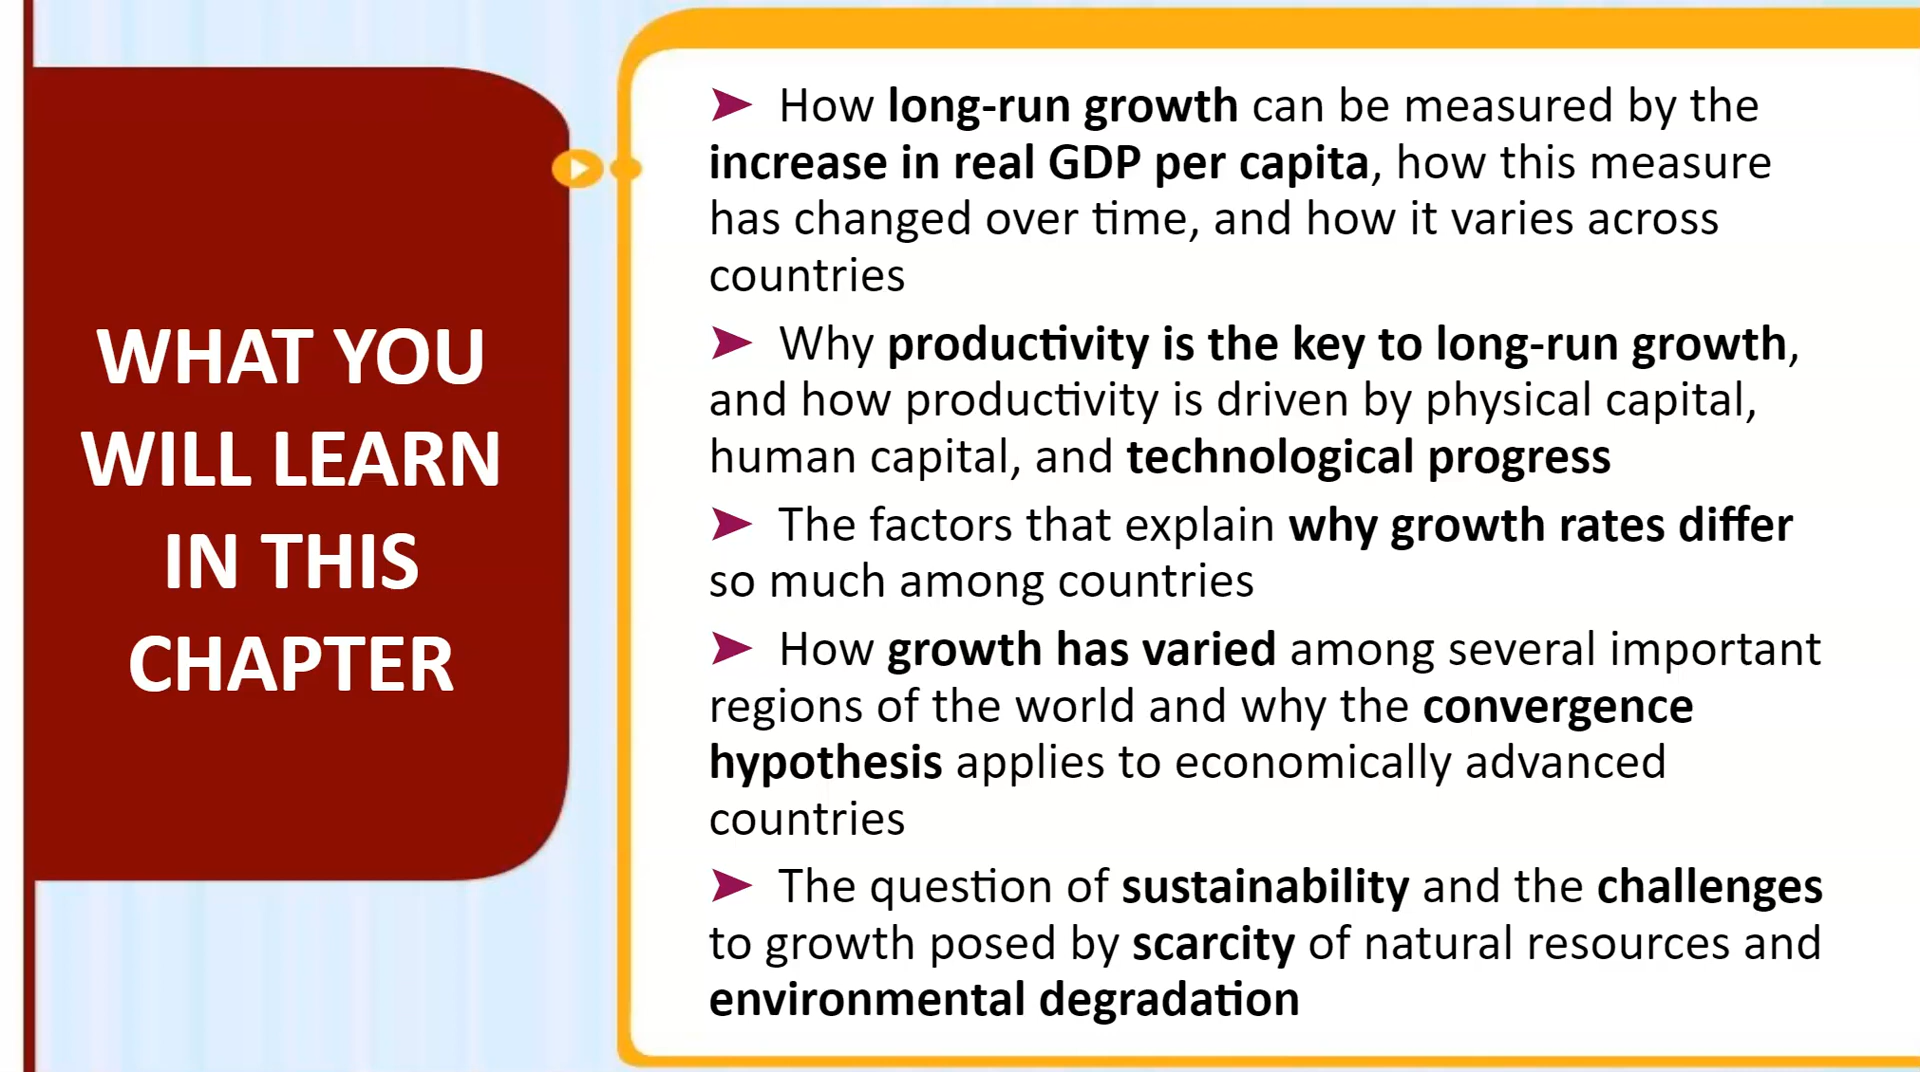 WHAT YOU
WILL LEARN
IN THIS
CHAPTER
➤ How long-run growth can be measured by the
increase in real GDP per capita, how this measure
has changed over time, and how it varies across
countries
➤ Why productivity is the key to long-run growth,
and how productivity is driven by physical capital,
human capital, and technological progress
➤ The factors that explain why growth rates differ
so much among countries
➤ How growth has varied among several important
regions of the world and why the convergence
hypothesis applies to economically advanced
countries
➤ The question of sustainability and the challenges
to growth posed by scarcity of natural resources and
environmental degradation